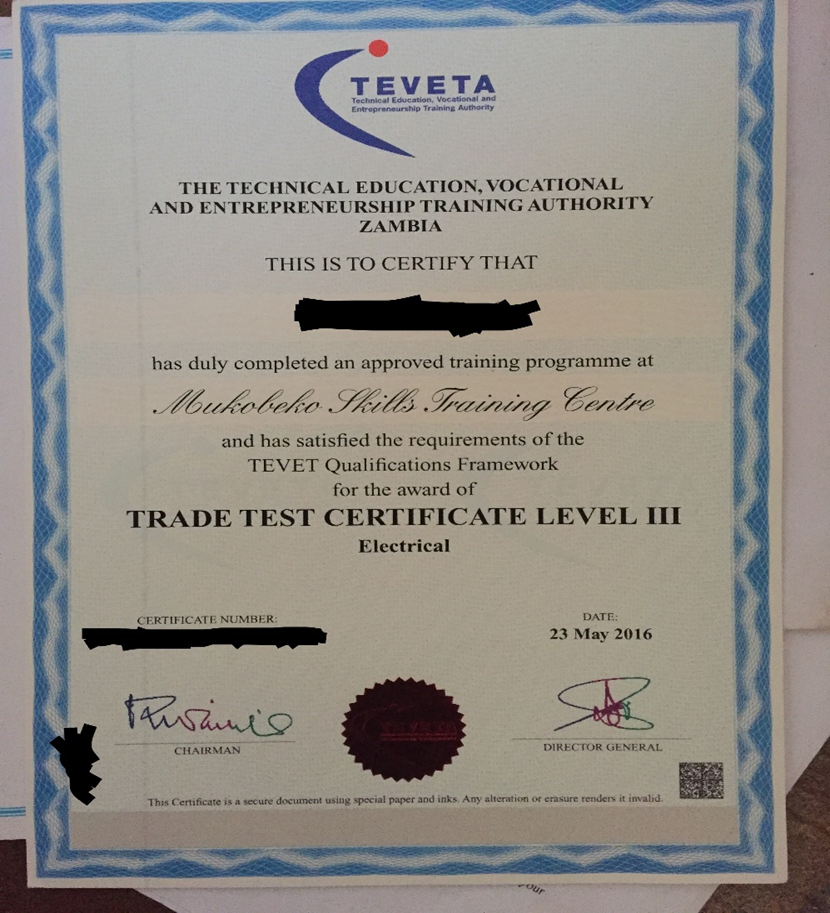 TEVETA
Technical Education, Vocational and
Entrepreneurship Training Authority
THE TECHNICAL EDUCATION, VOCATIONAL
AND ENTREPRENEURSHIP TRAINING AUTHORITY
ZAMBIA
THIS IS TO CERTIFY THAT
has duly completed an approved training programme at
Mukobeko Skills Training Centre
and has satisfied the requirements of the
TEVET Qualifications Framework
for the award of
TRADE TEST CERTIFICATE LEVEL III
Electrical
CERTIFICATE NUMBER:
DATE:
23 May 2016
TEVETA
CHAIRMAN
DIRECTOR GENERAL
This Certificate is a secure document using special paper and inks. Any alteration or erasure renders it invalid.